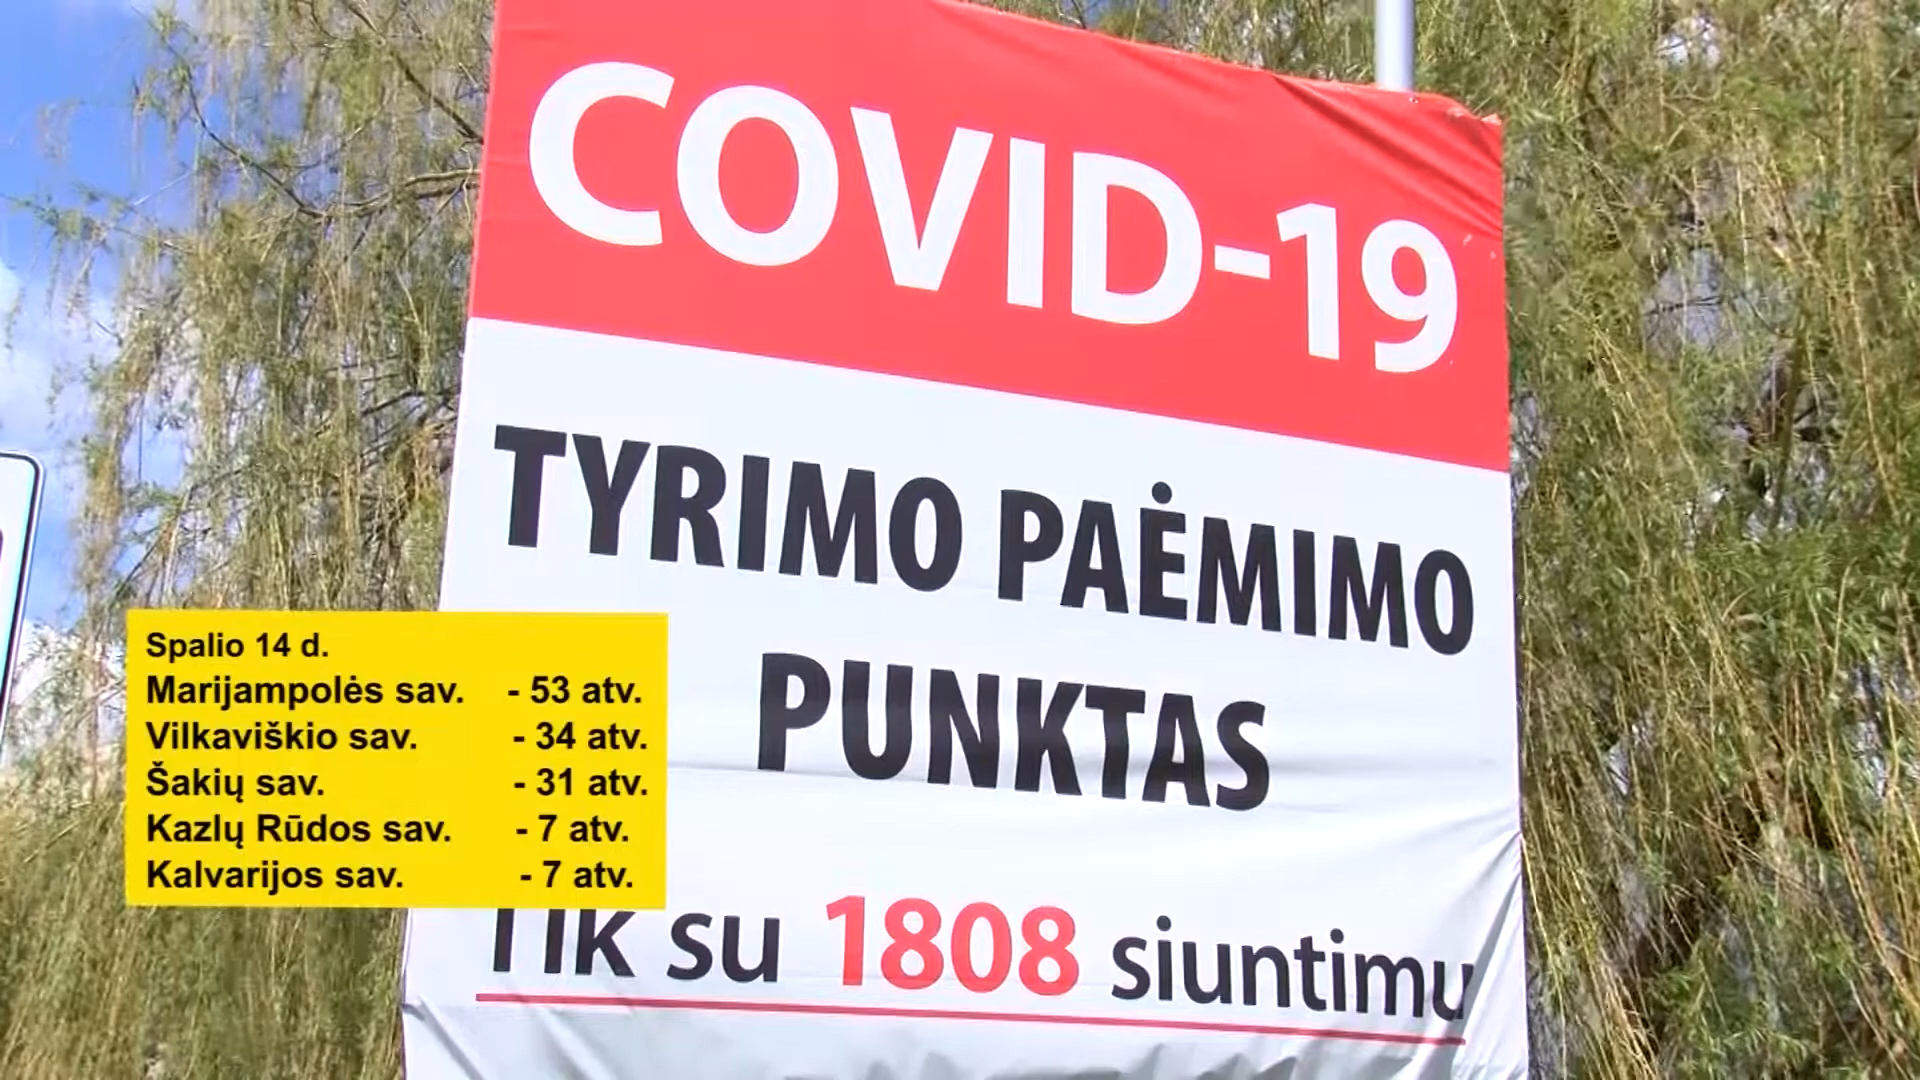 COVID-19
TYRIMO PAĖMIMO
PUNKTAS
Tik su 1808 siuntimu
Spalio 14 d.
Marijampolės sav. - 53 atv.
Vilkaviškio sav. - 34 atv.
Šakių sav. - 31 atv.
Kazlų Rūdos sav. - 7 atv.
Kalvarijos sav. - 7 atv.